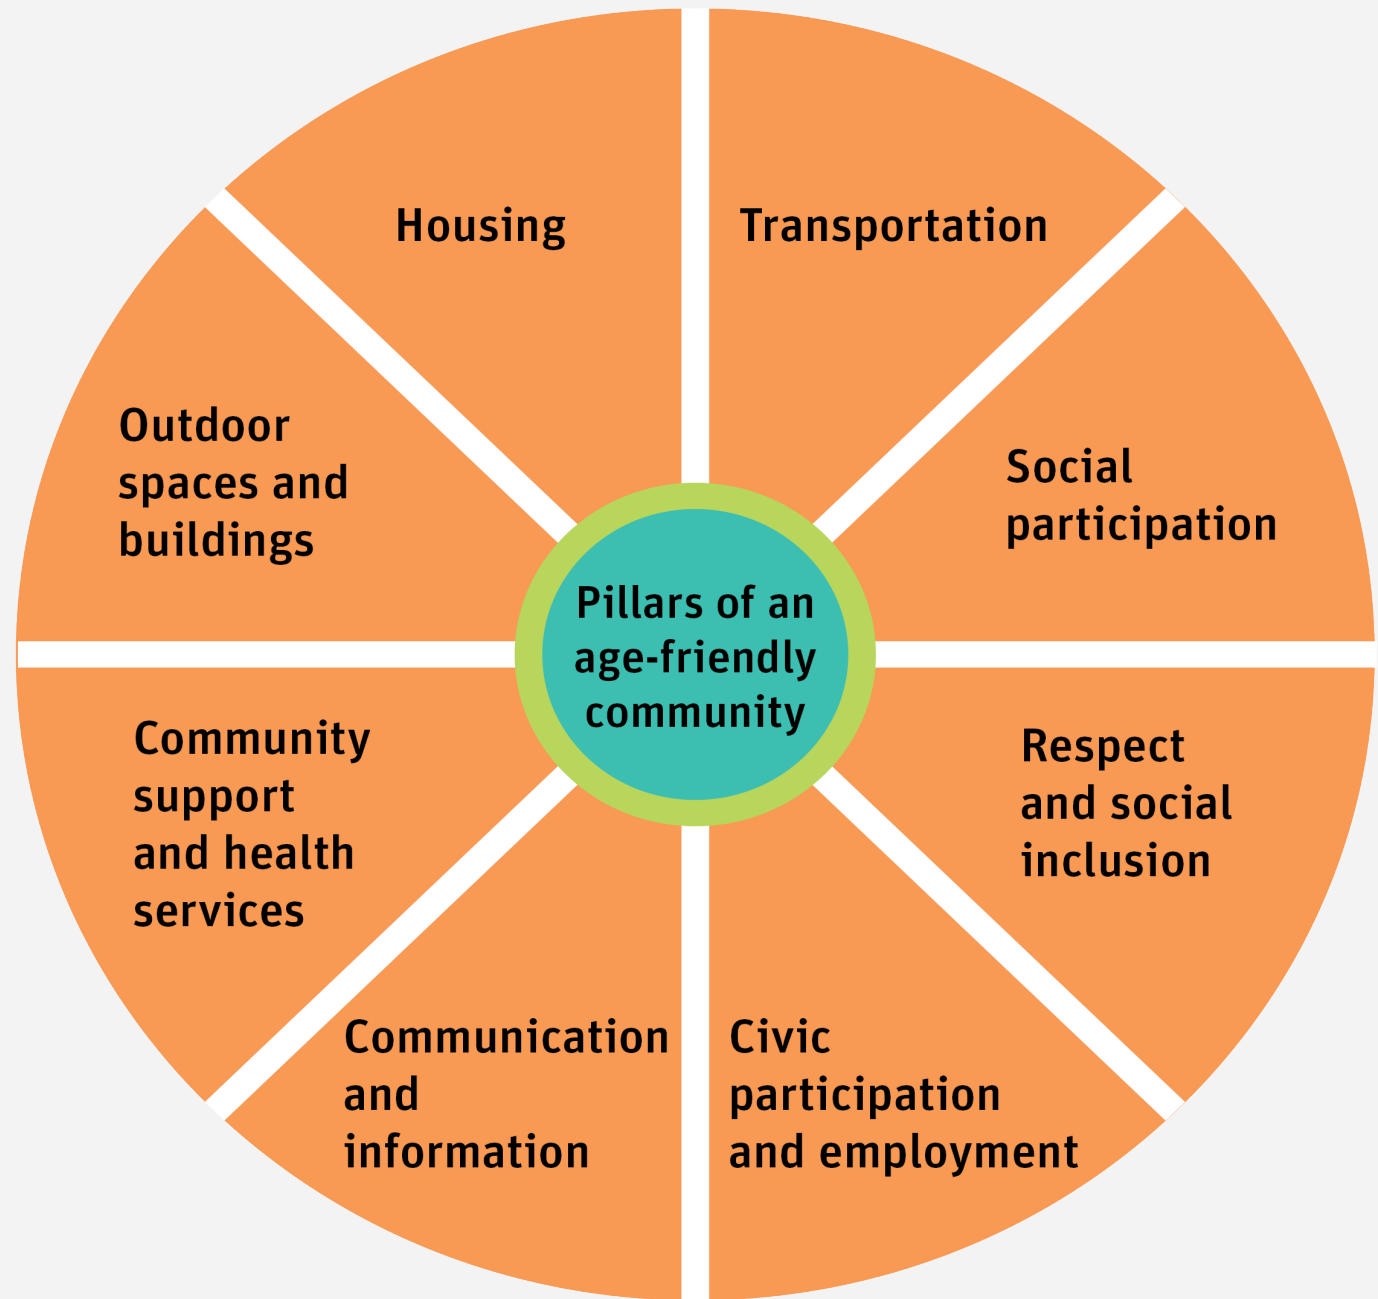 Housing
Transportation
Outdoor
spaces and
buildings
Social
participation
Pillars of an
age-friendly
community
Community
support
and health
services
Respect
and social
inclusion
Communication
and
information
Civic
participation
and employment